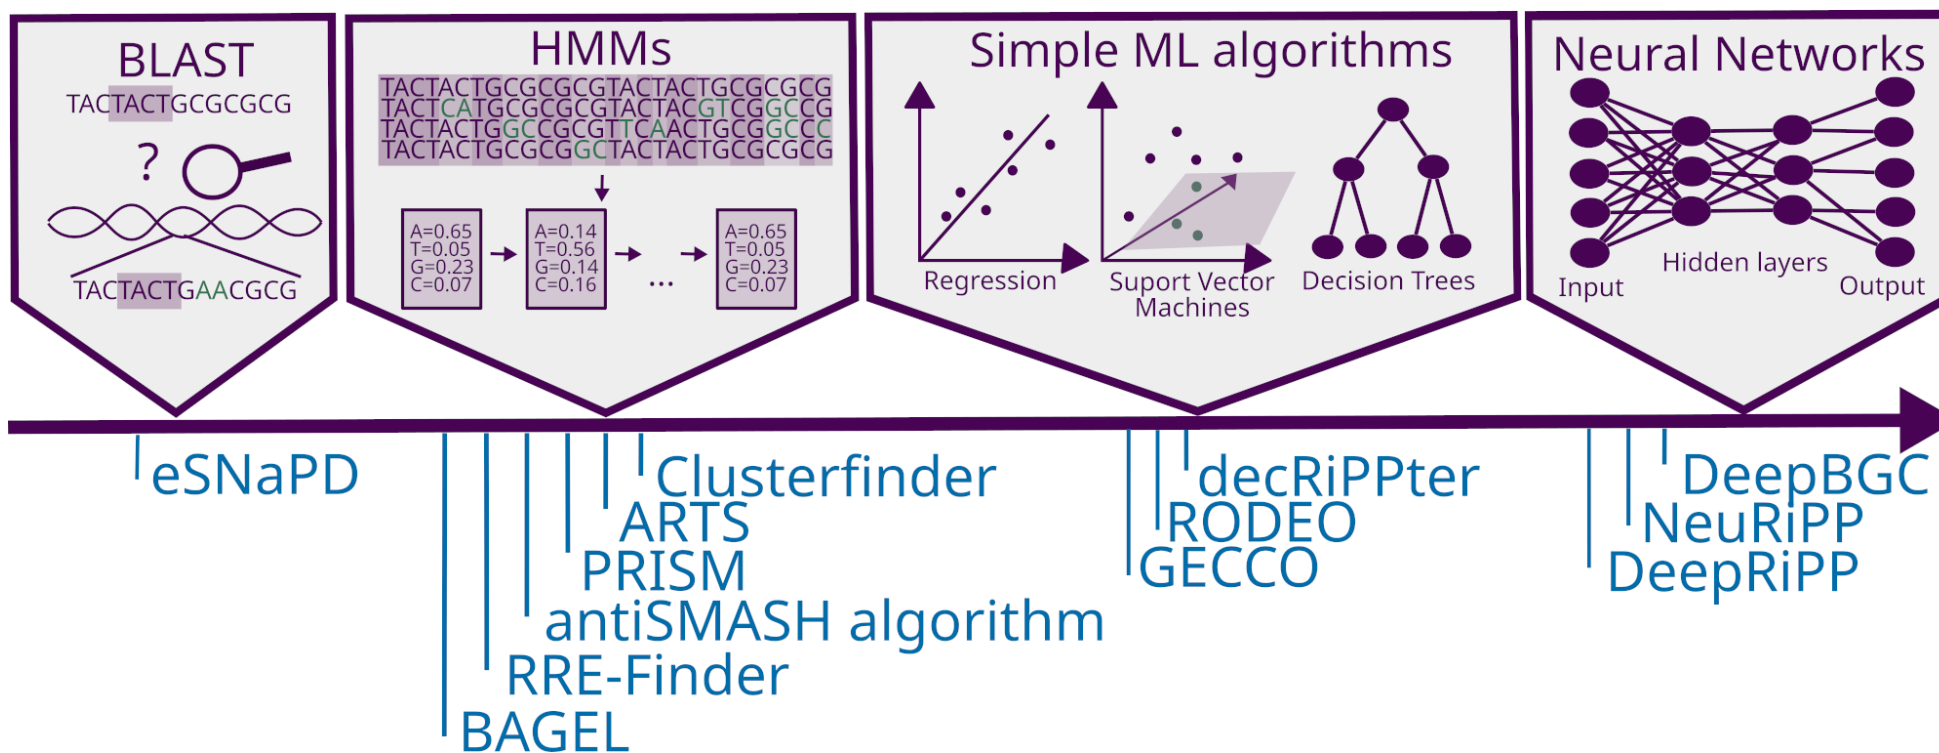 BLAST
TACTACTGCGCGCG
?
TACTACTGAACGCG
HMMs
TACTACTGCGCGCGTACTACTGCGCGCG
TACTCATGCGCGCGTACTACGTCGGCCG
TACTACTGGCCGCGTTCAACTGCGGCCC
TACTACTGCGCGGCTACTACTGCGCGCG
A=0.65
T=0.05
G=0.23
C=0.07
A=0.14
T=0.56
G=0.14
C=0.16
...
A=0.65
T=0.05
G=0.23
C=0.07
Simple ML algorithms
Regression
Suport Vector
Machines
Decision Trees
Neural Networks
Input
Hidden layers
Output
eSNaPD
Clusterfinder
ARTS
PRISM
antiSMASH algorithm
RRE-Finder
BAGEL
decRiPPter
RODEO
GECCO
DeepBGC
NeuRiPP
DeepRiPP